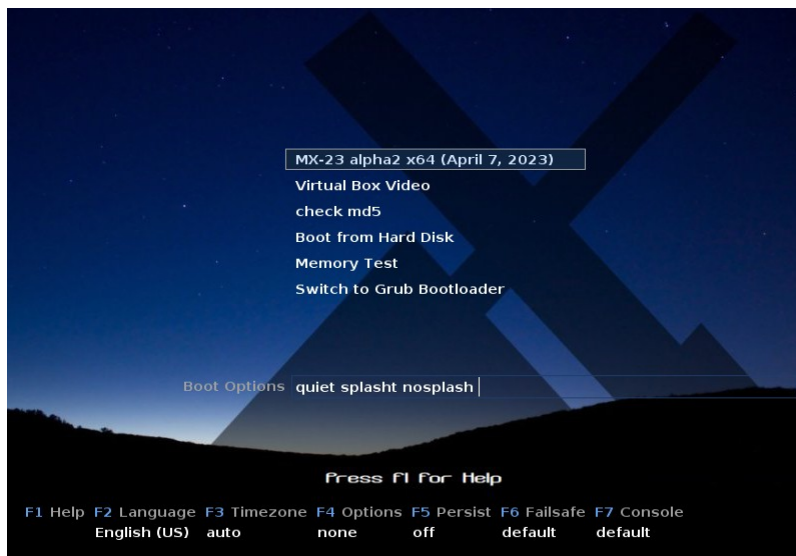 MX-23 alpha2 x64 (April 7, 2023)
Virtual Box Video
check md5
Boot from Hard Disk
Memory Test
Switch to Grub Bootloader
Boot Options quiet splasht nosplash
Press F1 for Help
F1 Help F2 Language F3 Timezone F4 Options F5 Persist F6 Failsafe F7 Console
English (US) auto none off default default